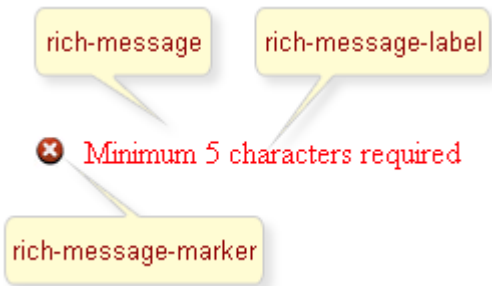 rich-message
rich-message-label
Minimum 5 characters required
rich-message-marker